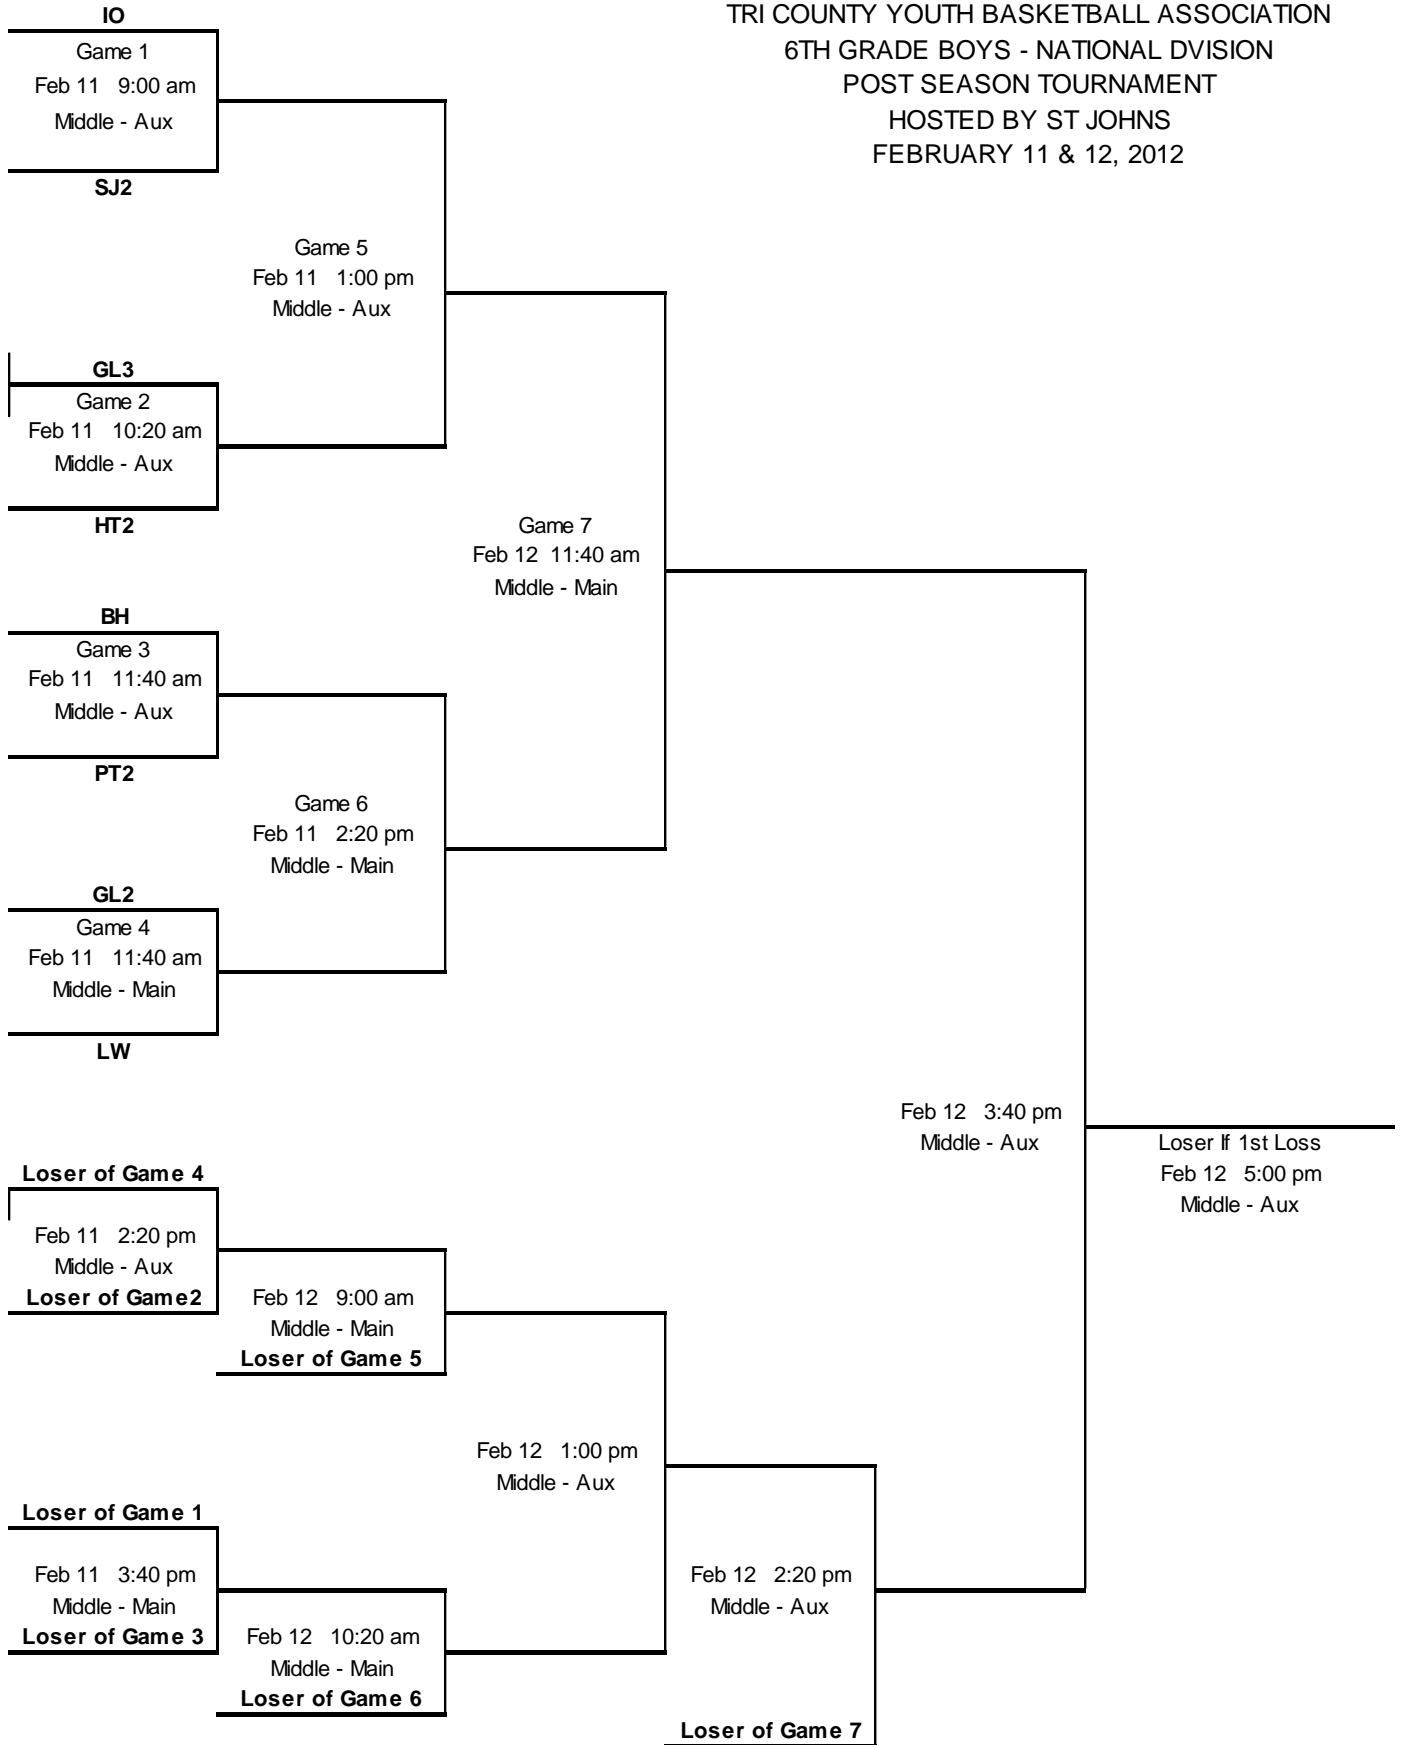 IO
TRI COUNTY YOUTH BASKETBALL ASSOCIATION
6TH GRADE BOYS - NATIONAL DVISION
POST SEASON TOURNAMENT
HOSTED BY ST JOHNS
FEBRUARY 11 & 12, 2012
Game 1
Feb 11 9:00 am
Middle - Aux
SJ2
Game 5
Feb 11 1:00 pm
Middle - Aux
GL3
Game 2
Feb 11 10:20 am
Middle - Aux
HT2
Game 7
Feb 12 11:40 am
Middle - Main
BH
Game 3
Feb 11 11:40 am
Middle - Aux
PT2
Game 6
Feb 11 2:20 pm
Middle - Main
GL2
Game 4
Feb 11 11:40 am
Middle - Main
LW
Feb 12 3:40 pm
Middle - Aux
Loser If 1st Loss
Feb 12 5:00 pm
Middle - Aux
Loser of Game 4
Feb 11 2:20 pm
Middle - Aux
Loser of Game2
Feb 12 9:00 am
Middle - Main
Loser of Game 5
Feb 12 1:00 pm
Middle - Aux
Loser of Game 1
Feb 11 3:40 pm
Middle - Main
Loser of Game 3
Feb 12 2:20 pm
Middle - Aux
Feb 12 10:20 am
Middle - Main
Loser of Game 6
Loser of Game 7